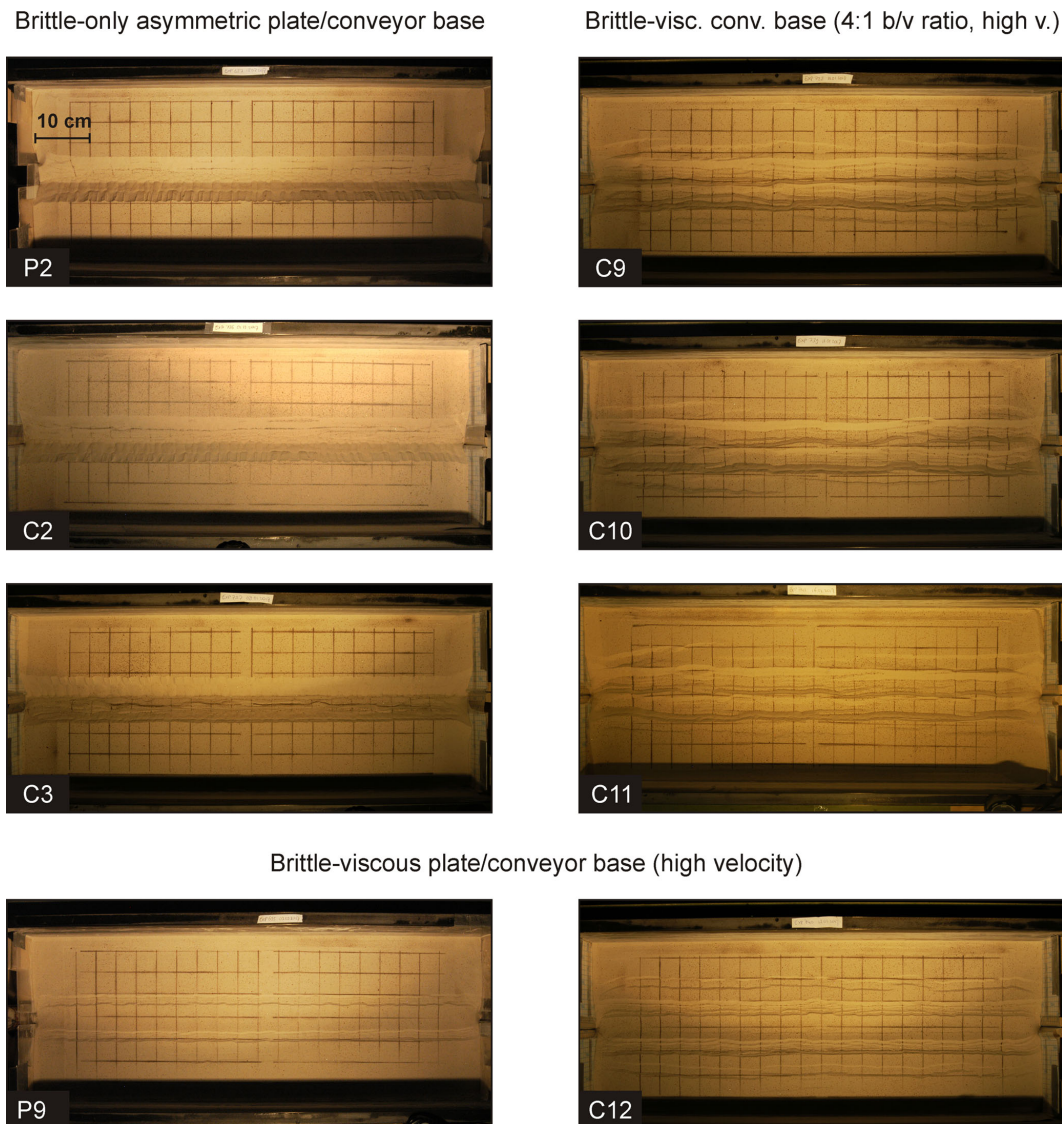 Brittle-only asymmetric plate/conveyor base
Brittle-visc. conv. base (4:1 b/v ratio, high v.)
10 cm
P2
C9
C2
C10
C3
C11
Brittle-viscous plate/conveyor base (high velocity)
P9
C12